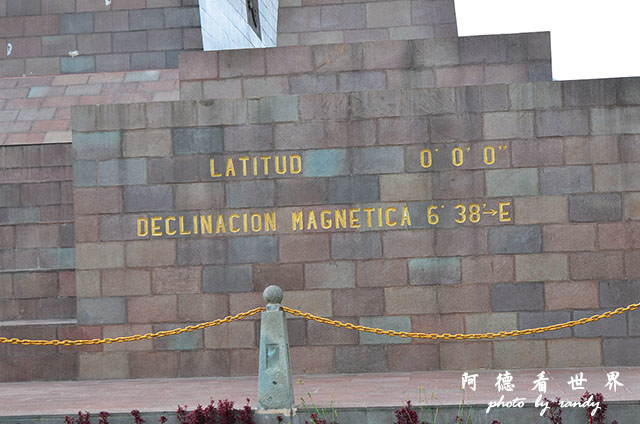 LATITUD 0° 0' 0"
DECLINACION MAGNETICA 6° 38'→E
阿德看世界
photo by randy